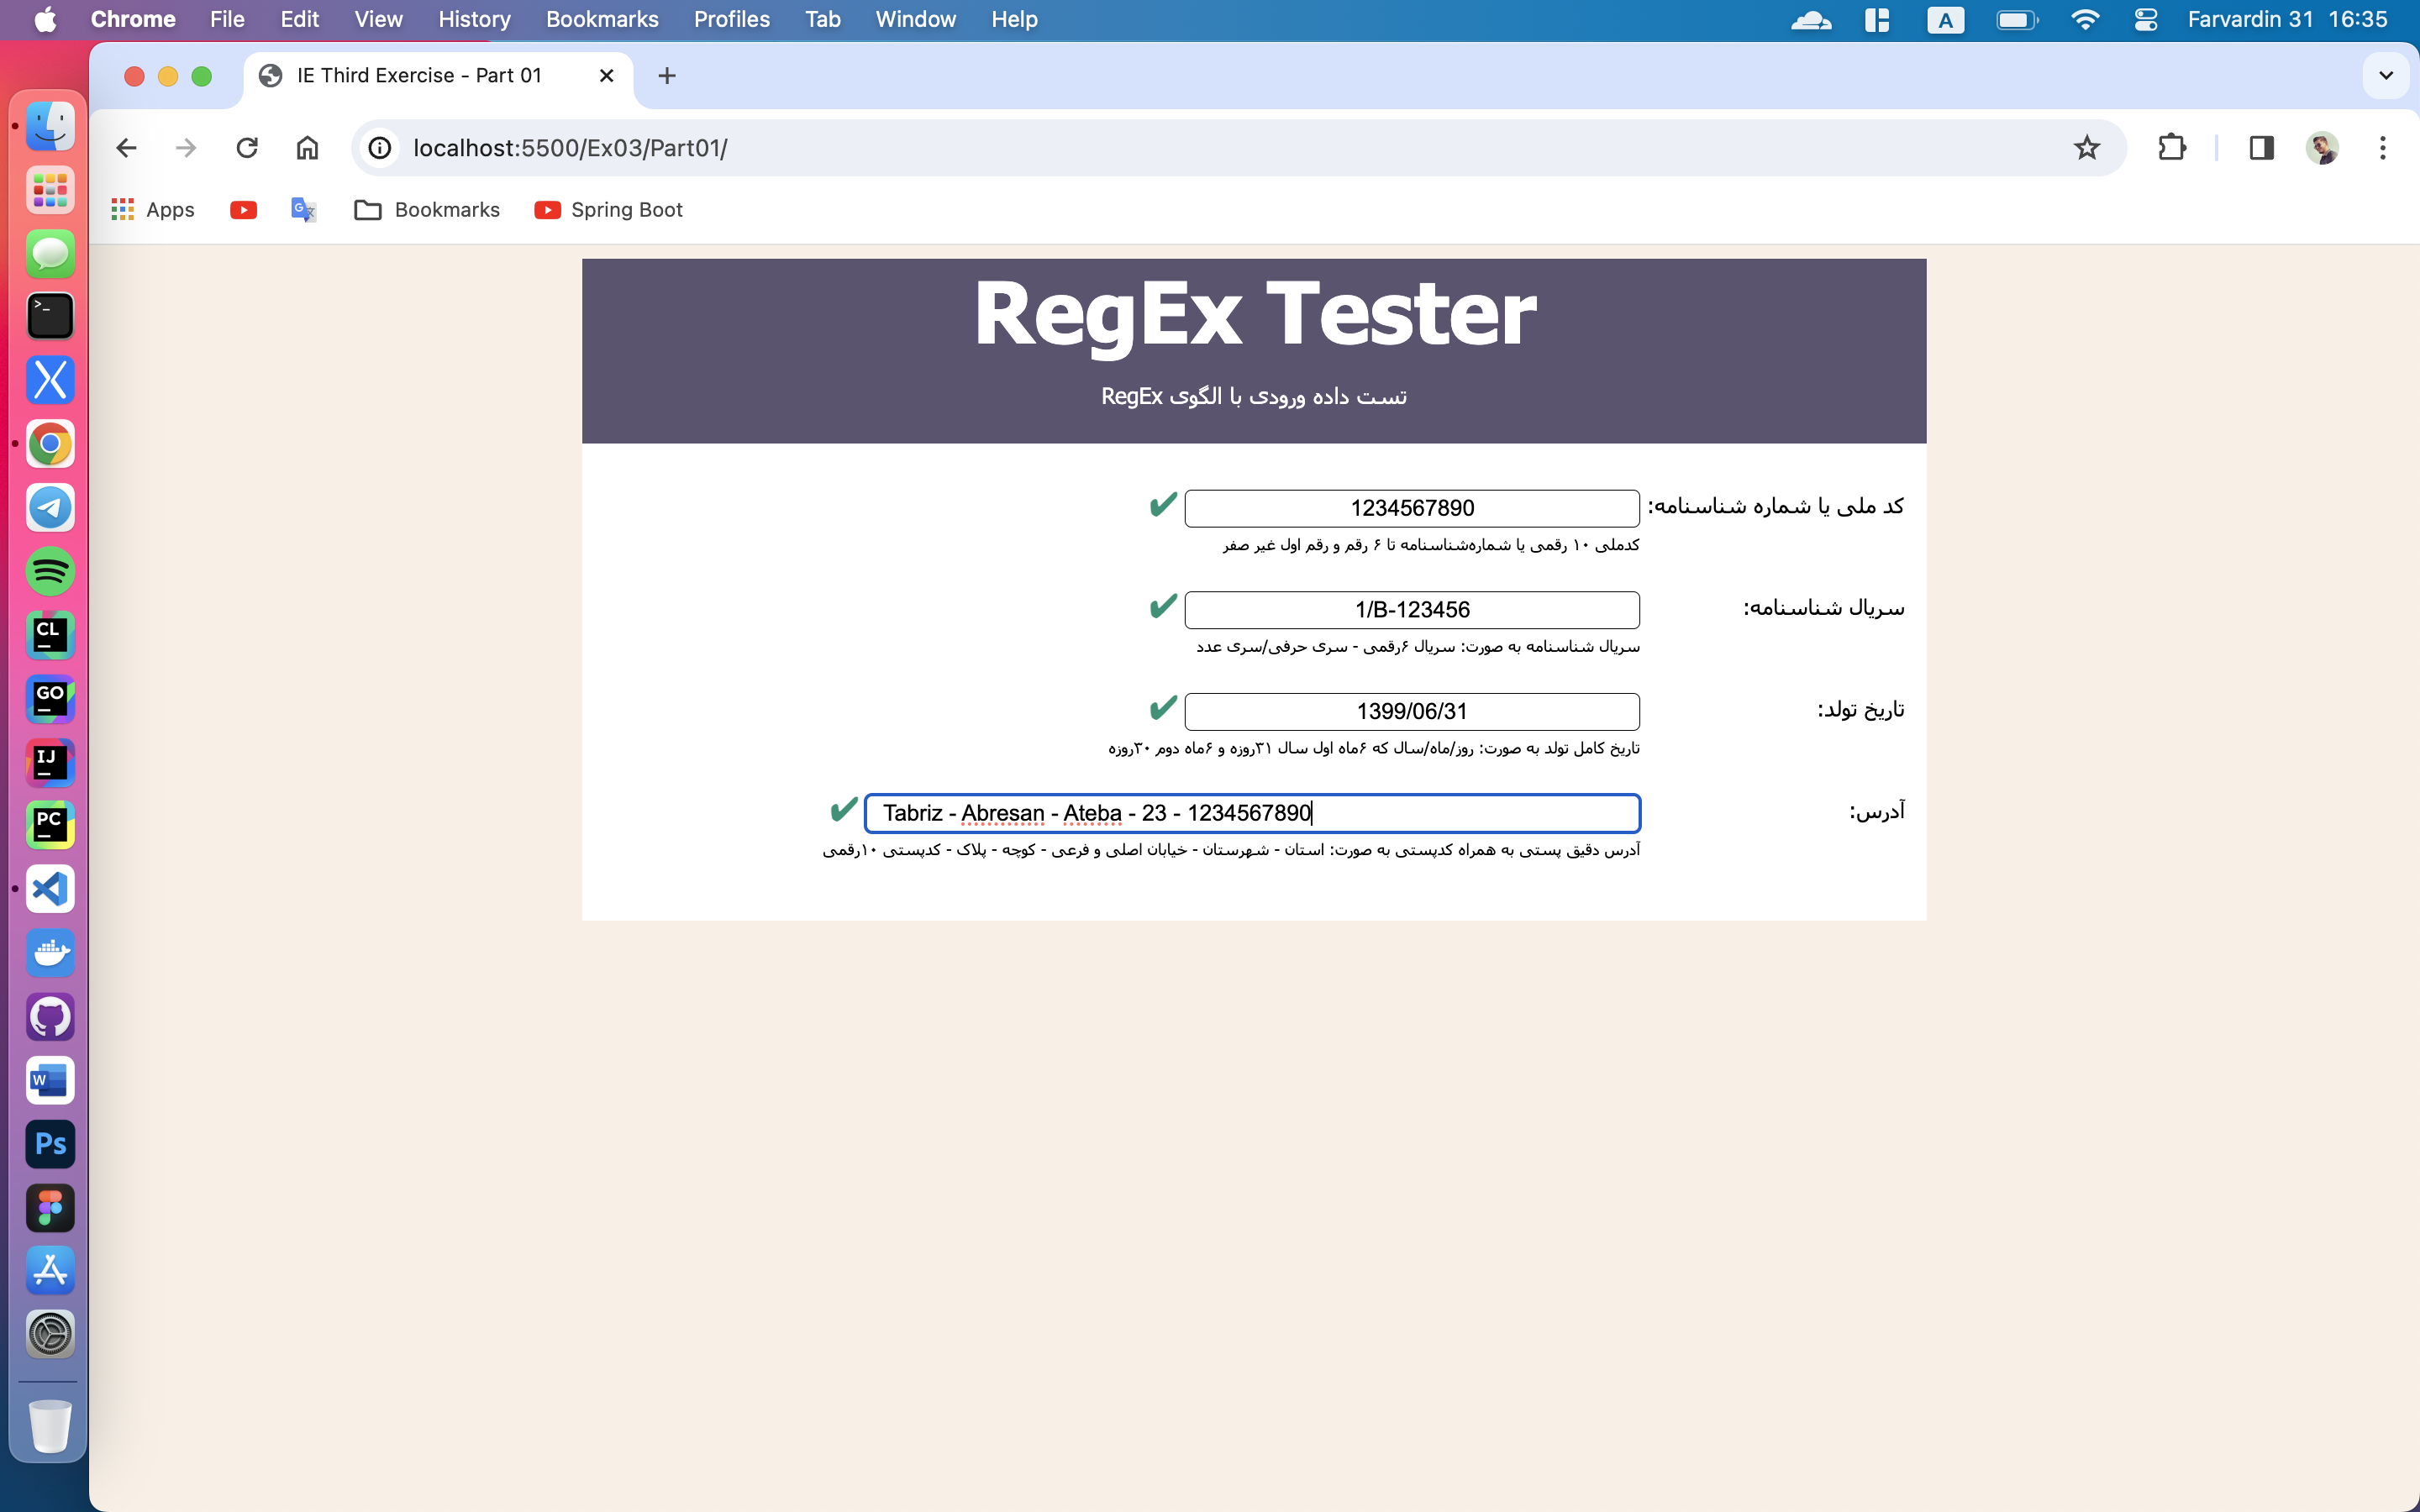 Chrome File Edit View History Bookmarks Profiles Tab Window Help A Farvardin 31 16:35
IE Third Exercise - Part 01
localhost:5500/Ex03/Part01/
Apps Bookmarks Spring Boot
RegEx Tester
تست داده ورودی با الگوی RegEx
کد ملی یا شماره شناسنامه: 1234567890 ✔
کدملی ۱۰ رقمی یا شماره‌شناسنامه تا ۶ رقم و رقم اول غیر صفر
سریال شناسنامه: 1/B-123456 ✔
سریال شناسنامه به صورت: سریال ۶رقمی - سری حرفی/سری عدد
تاریخ تولد: 1399/06/31 ✔
تاریخ کامل تولد به صورت: روز/ماه/سال که ۶ماه اول سال ۳۱روزه و ۶ماه دوم ۳۰روزه
آدرس: Tabriz - Abresan - Ateba - 23 - 1234567890 ✔
آدرس دقیق پستی به همراه کدپستی به صورت: استان - شهرستان - خیابان اصلی و فرعی - کوچه - پلاک - کدپستی ۱۰رقمی
CL
GO
IJ
PC
W
Ps